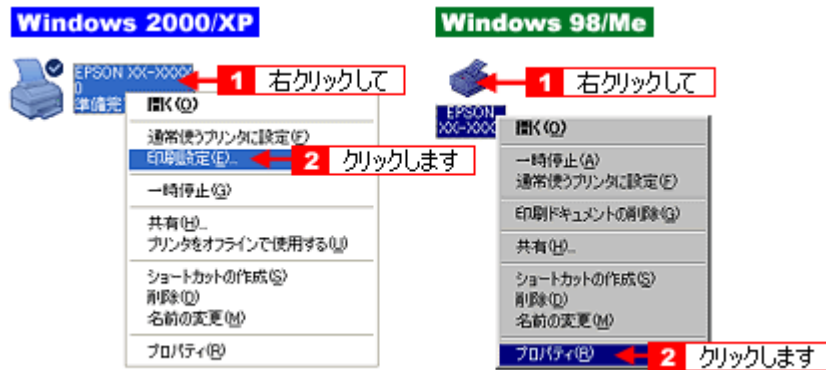 Windows 2000/XP
EPSON XX-XXXX
0
準備完
1 右クリックして
開く(O)
通常使うプリンタに設定(F)
印刷設定(E)...
2 クリックします
一時停止(G)
共有(H)...
プリンタをオフラインで使用する(U)
ショートカットの作成(S)
削除(D)
名前の変更(M)
プロパティ(R)
Windows 98/Me
1 右クリックして
EPSON
XX-XXX
開く(O)
一時停止(A)
通常使うプリンタに設定(F)
印刷ドキュメントの削除(G)
共有(H)...
ショートカットの作成(S)
削除(D)
名前の変更(M)
プロパティ(R)
2 クリックします